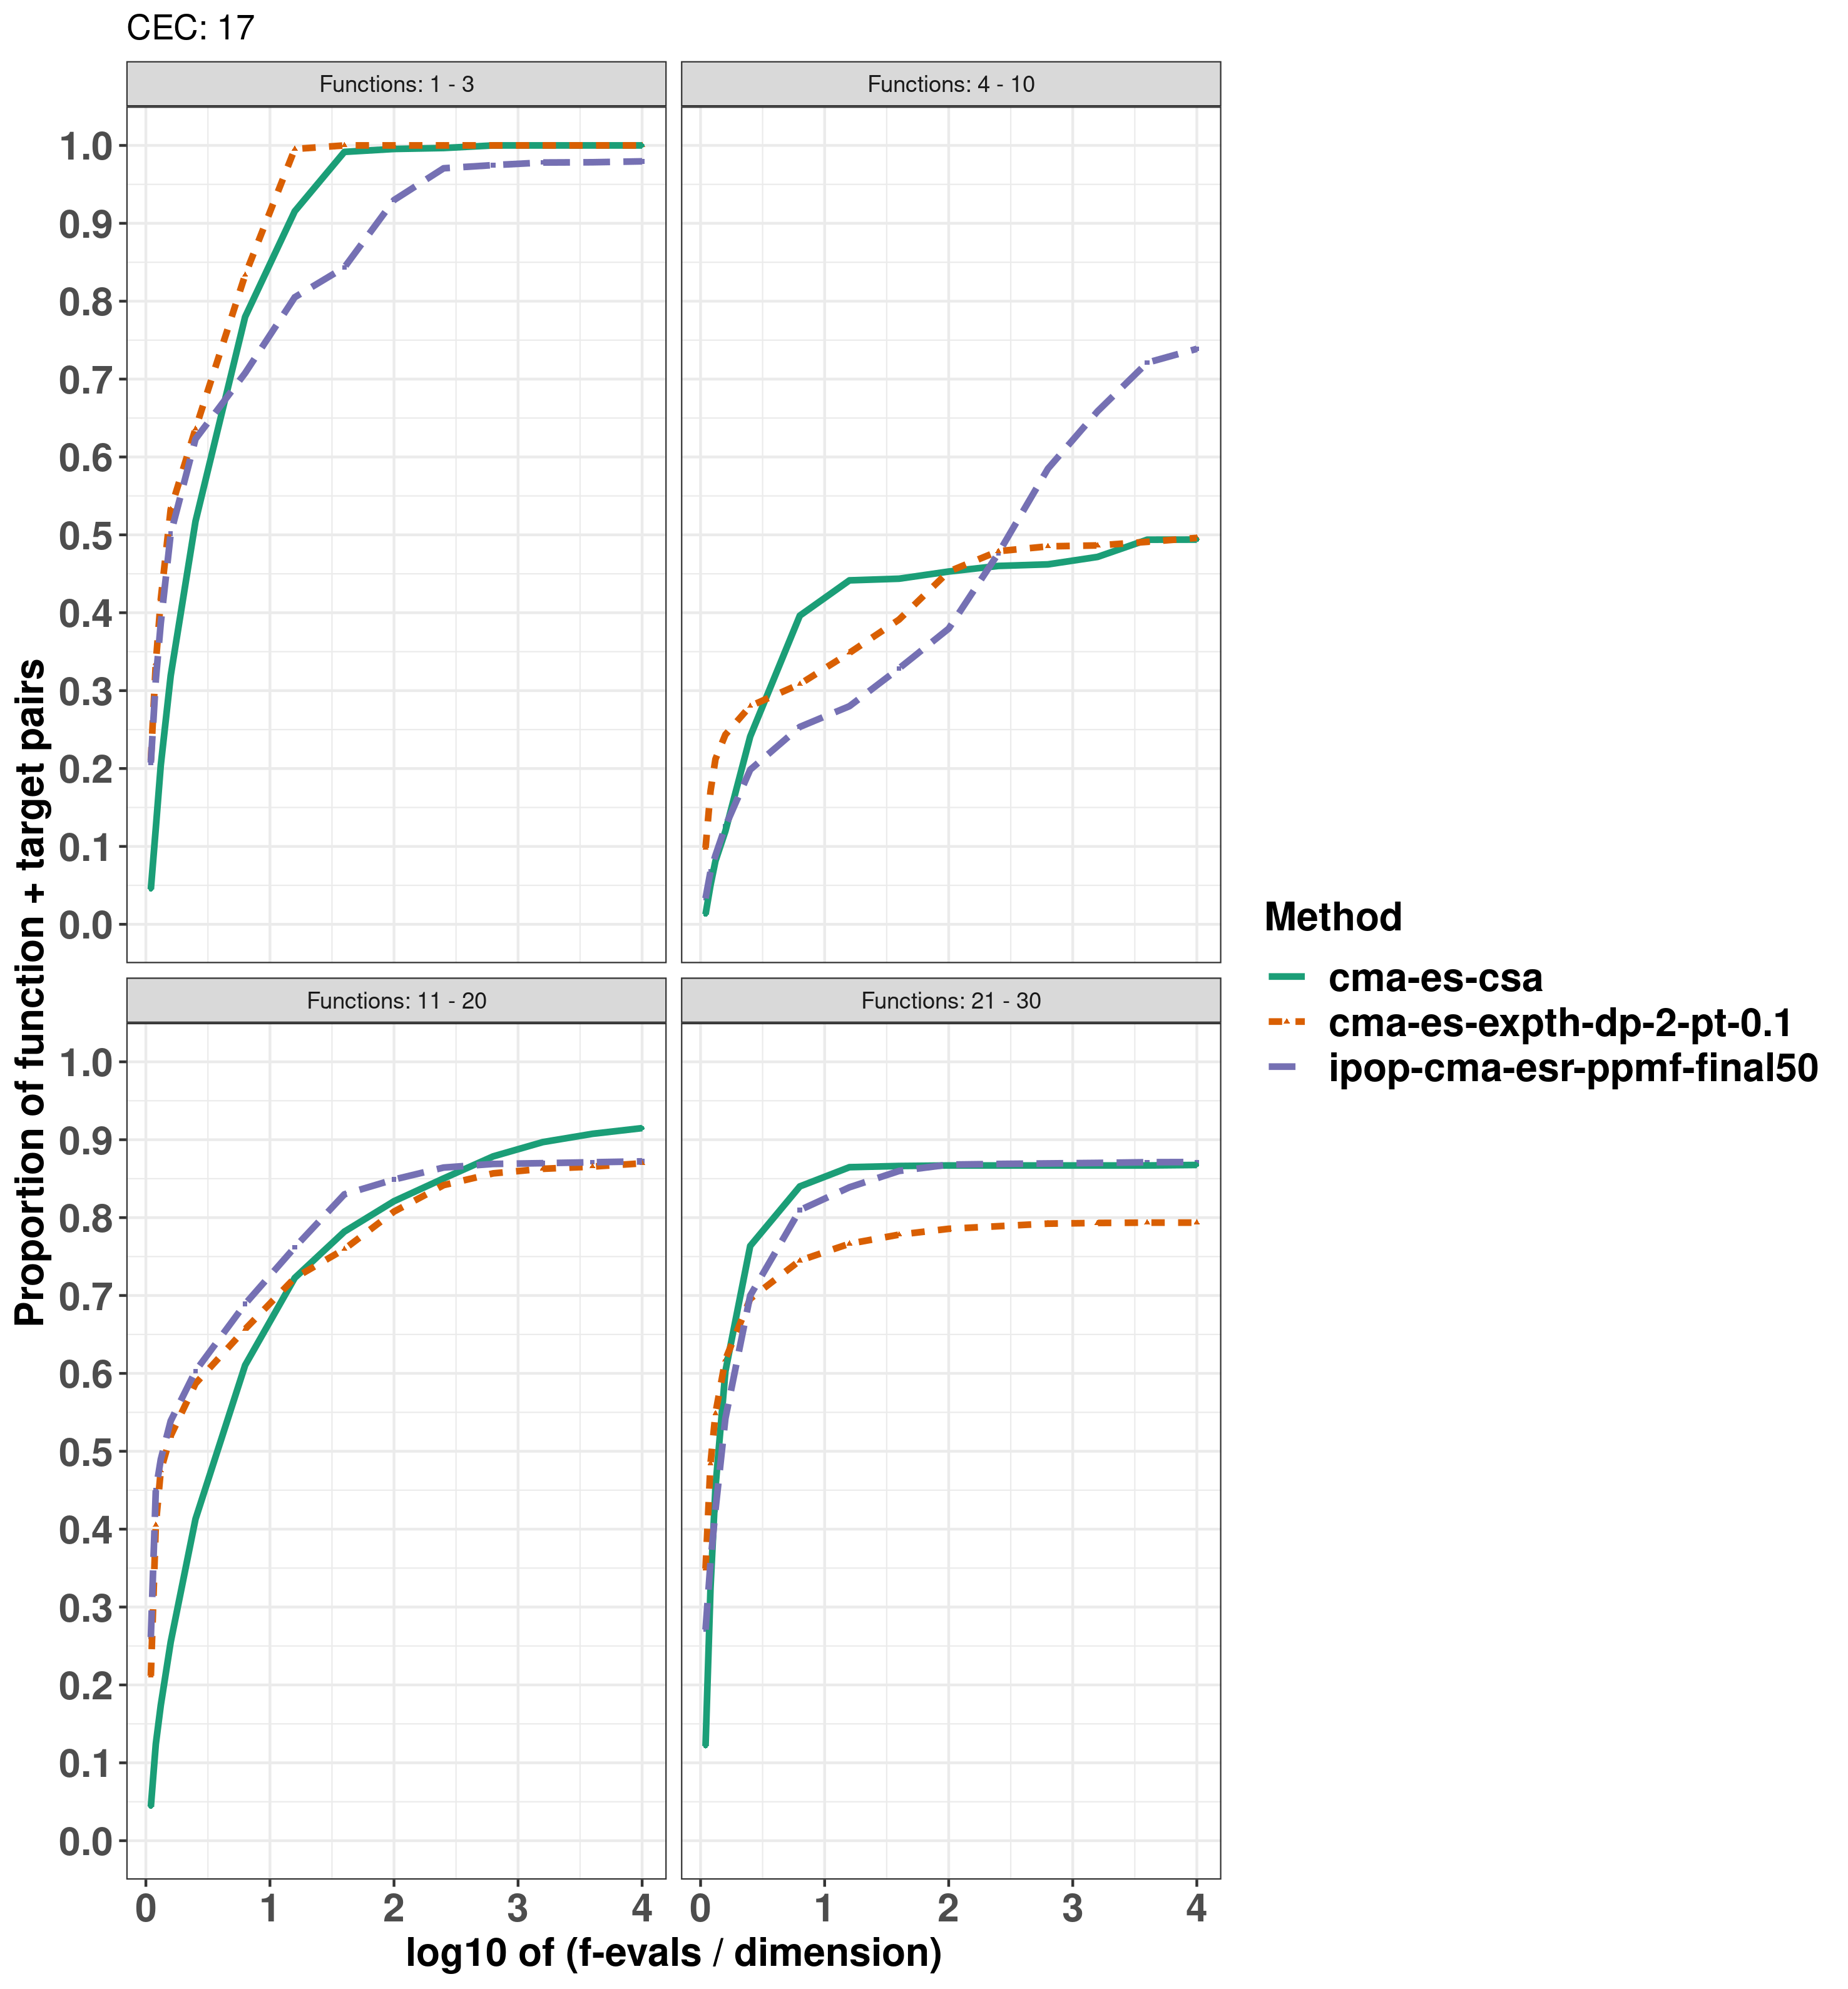 CEC: 17
Functions: 1 - 3
Functions: 4 - 10
1.0
0.9
0.8
0.7
0.6
0.5
0.4
0.3
0.2
0.1
0.0
Functions: 11 - 20
Functions: 21 - 30
1.0
0.9
0.8
0.7
0.6
0.5
0.4
0.3
0.2
0.1
0.0
0 1 2 3 4
0 1 2 3 4
log10 of (f-evals / dimension)
Proportion of function + target pairs
Method
cma-es-csa
cma-es-expth-dp-2-pt-0.1
ipop-cma-esr-ppmf-final50